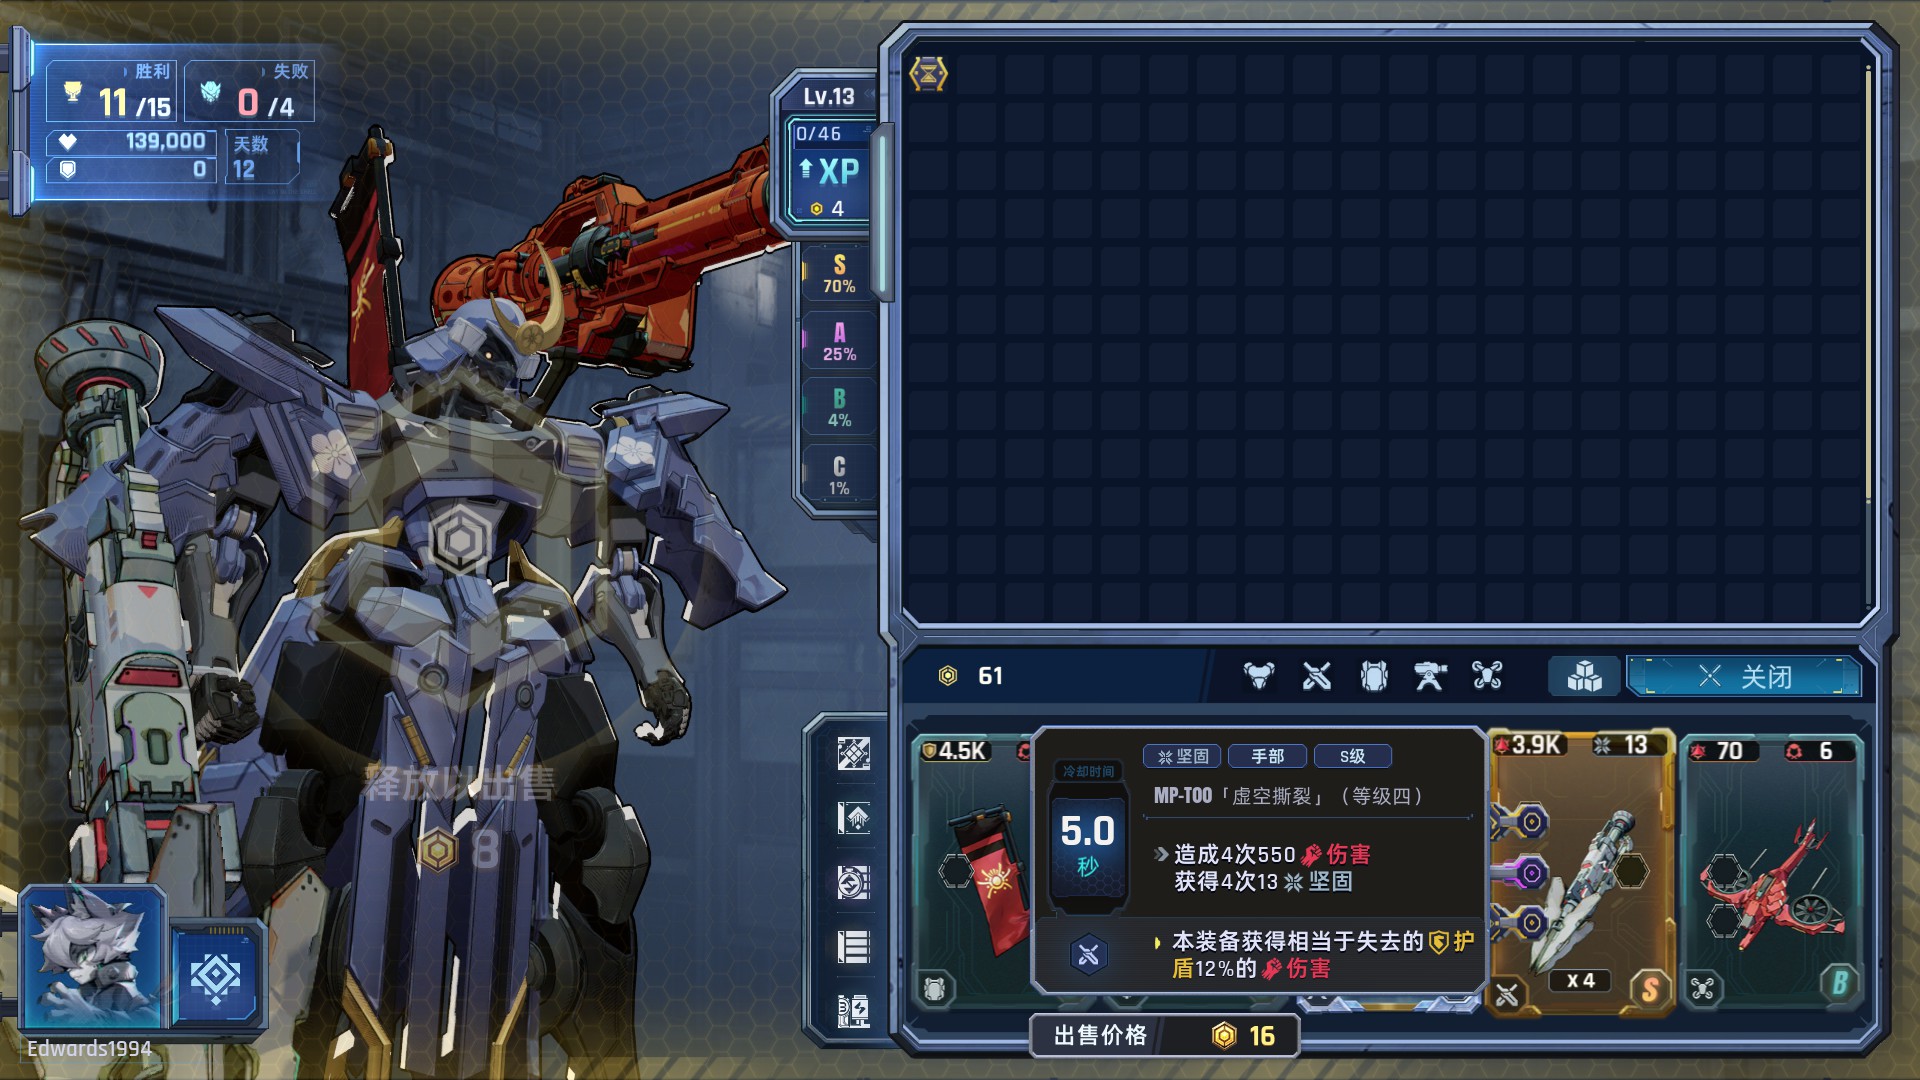 胜利
11/15
失败
0/4
139,000
0
天数
12
Lv.13
0/46
XP
4
S
70%
A
25%
B
4%
C
1%
释放以出售
8
Edwards1994
61
关闭
4.5K
冷却时间
5.0
秒
坚固
手部
S级
MP-T00「虚空撕裂」（等级四）
造成4次550伤害
获得4次13坚固
本装备获得相当于失去的护
盾12%的伤害
出售价格
16
3.9K
13
x4
S
70
6
B